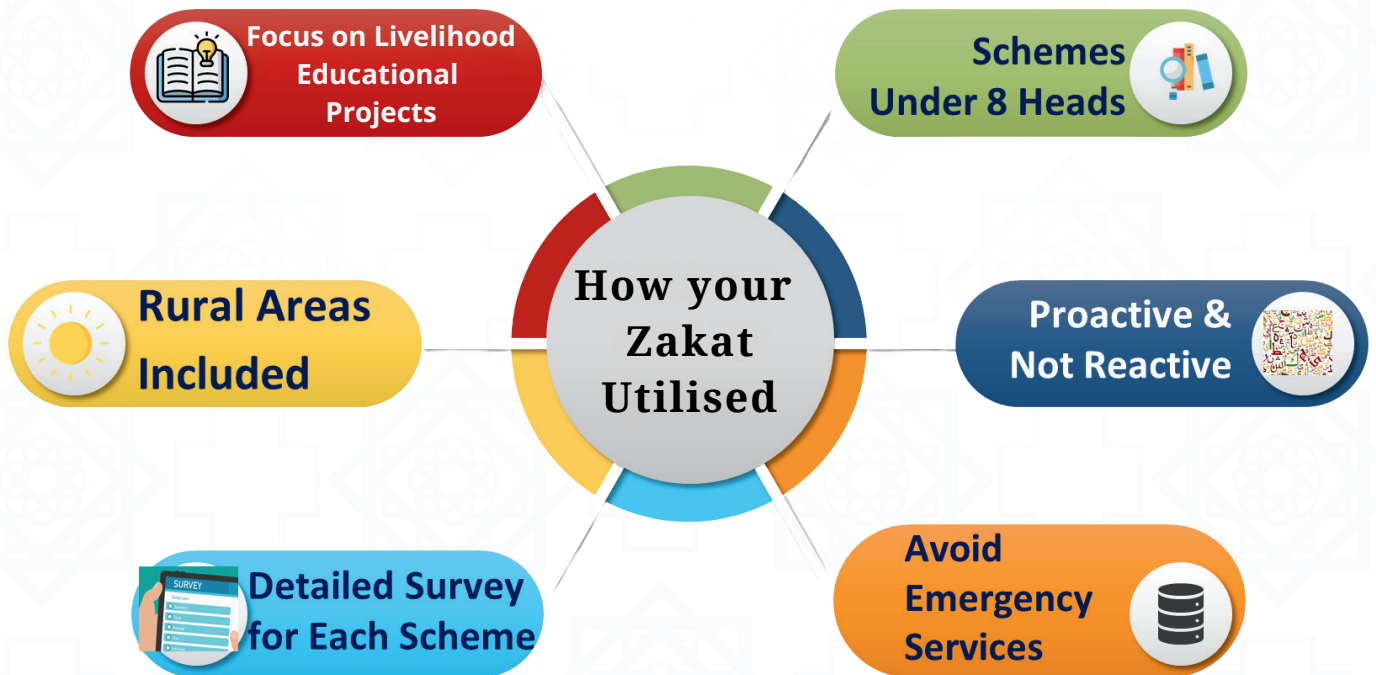 Focus on Livelihood
Educational
Projects
Schemes
Under 8 Heads
How your
Zakat
Utilised
Rural Areas
Included
Proactive &
Not Reactive
SURVEY
Detailed Survey
for Each Scheme
Avoid
Emergency
Services